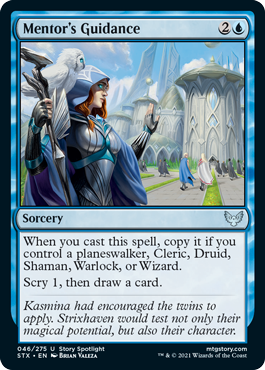 Mentor's Guidance 2
Sorcery
When you cast this spell, copy it if you
control a planeswalker, Cleric, Druid,
Shaman, Warlock, or Wizard.
Scry 1, then draw a card.
Kasmina had encouraged the twins to
apply. Strixhaven would test not only their
magical potential, but also their character.
046/275 U Story Spotlight
mtgstory.com
STX • EN BRIAN VALEZA
™ & © 2021 Wizards of the Coast